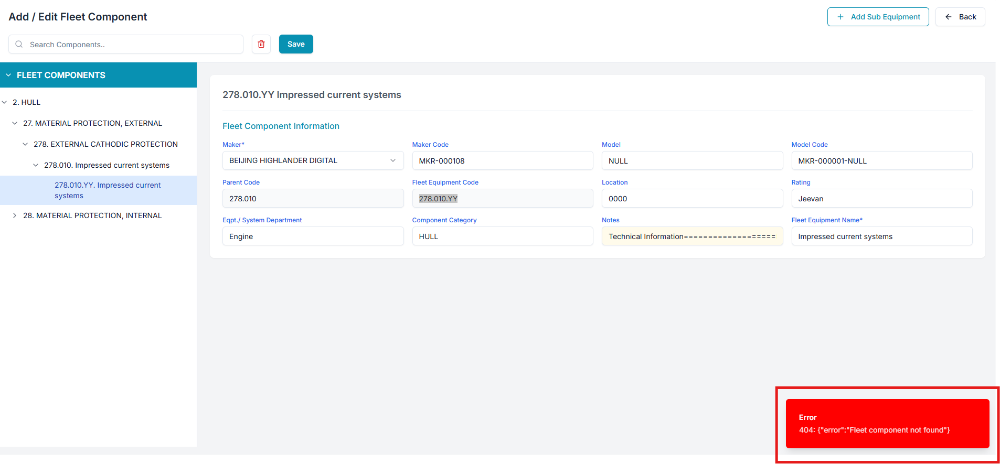 Add / Edit Fleet Component
Add Sub Equipment
Back
Search Components..
Save
FLEET COMPONENTS
2. HULL
27. MATERIAL PROTECTION, EXTERNAL
278. EXTERNAL CATHODIC PROTECTION
278.010. Impressed current systems
278.010.YY. Impressed current
systems
28. MATERIAL PROTECTION, INTERNAL
278.010.YY Impressed current systems
Fleet Component Information
Maker*
Maker Code
Model
Model Code
BEIJING HIGHLANDER DIGITAL
MKR-000108
NULL
MKR-000001-NULL
Parent Code
Fleet Equipment Code
Location
Rating
278.010
278.010.YY
0000
Jeevan
Eqpt./ System Department
Component Category
Notes
Fleet Equipment Name*
Engine
HULL
Technical Information===================
Impressed current systems
Error
404: {"error":"Fleet component not found"}